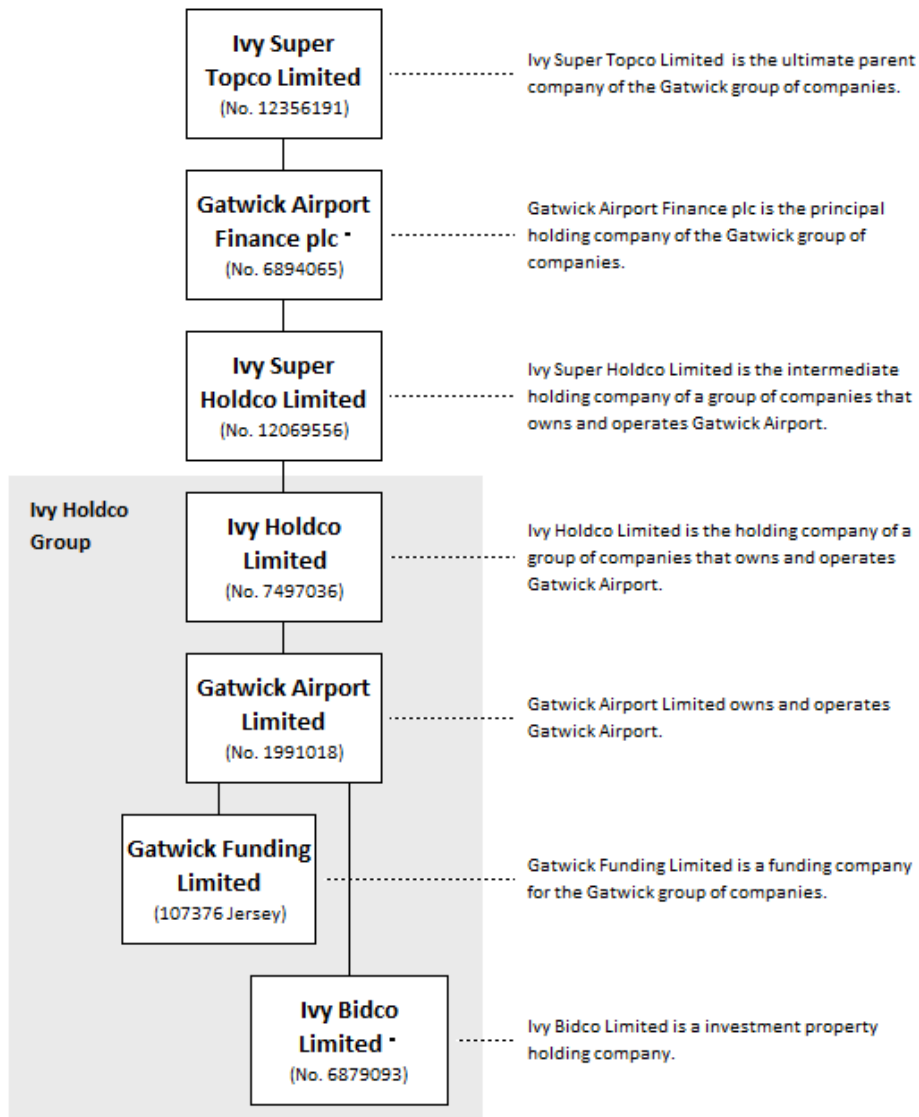 Ivy Super
Topco Limited
(No. 12356191)
Ivy Super Topco Limited is the ultimate parent
company of the Gatwick group of companies.
Gatwick Airport
Finance plc ▪
(No. 6894065)
Gatwick Airport Finance plc is the principal
holding company of the Gatwick group of
companies.
Ivy Super
Holdco Limited
(No. 12069556)
Ivy Super Holdco Limited is the intermediate
holding company of a group of companies that
owns and operates Gatwick Airport.
Ivy Holdco
Group
Ivy Holdco
Limited
(No. 7497036)
Ivy Holdco Limited is the holding company of a
group of companies that owns and operates
Gatwick Airport.
Gatwick Airport
Limited
(No. 1991018)
Gatwick Airport Limited owns and operates
Gatwick Airport.
Gatwick Funding
Limited
(107376 Jersey)
Gatwick Funding Limited is a funding company
for the Gatwick group of companies.
Ivy Bidco
Limited ▪
(No. 6879093)
Ivy Bidco Limited is a investment property
holding company.